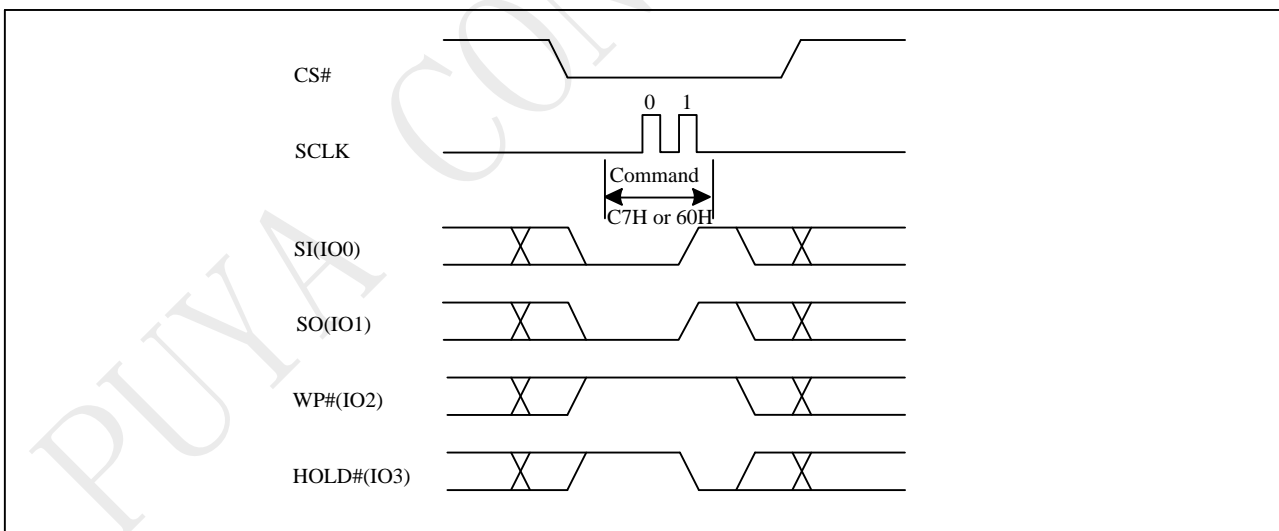 CS#
0 1
SCLK
Command
C7H or 60H
SI(IO0)
SO(IO1)
WP#(IO2)
HOLD#(IO3)
PUYA CON